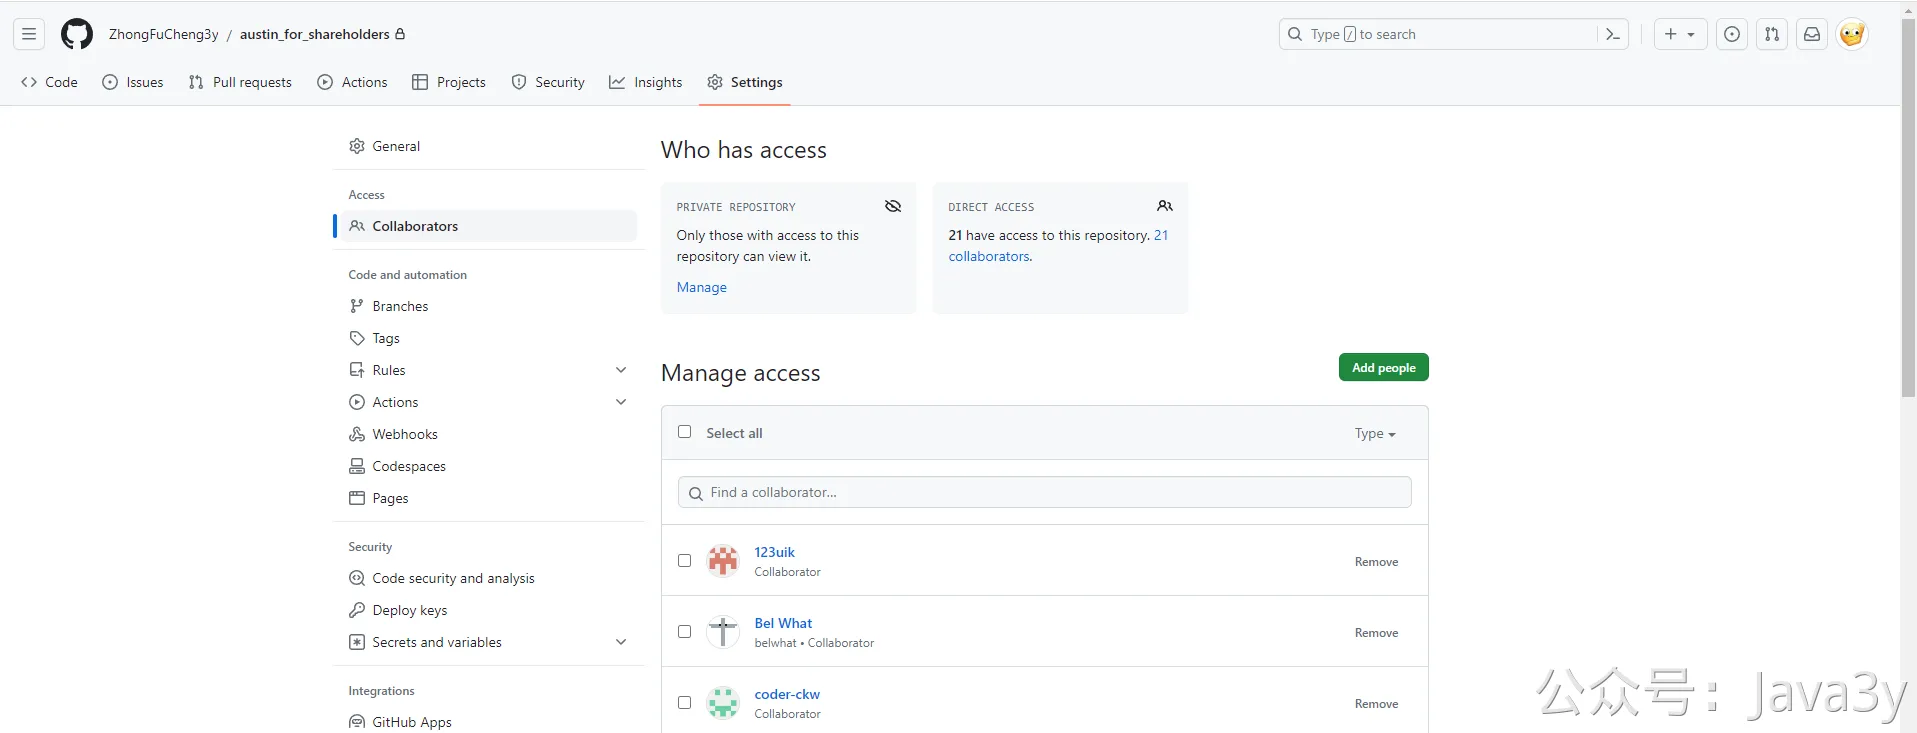 ZhongFuCheng3y / austin_for_shareholders
Type / to search
Code
Issues
Pull requests
Actions
Projects
Security
Insights
Settings
General
Access
Collaborators
Code and automation
Branches
Tags
Rules
Actions
Webhooks
Codespaces
Pages
Security
Code security and analysis
Deploy keys
Secrets and variables
Integrations
GitHub Apps
Who has access
PRIVATE REPOSITORY
Only those with access to this
repository can view it.
Manage
DIRECT ACCESS
21 have access to this repository. 21
collaborators.
Manage access
Add people
Select all
Type
Find a collaborator...
123uik
Collaborator
Remove
Bel What
belwhat • Collaborator
Remove
coder-ckw
Collaborator
Remove
公众号：Java3y